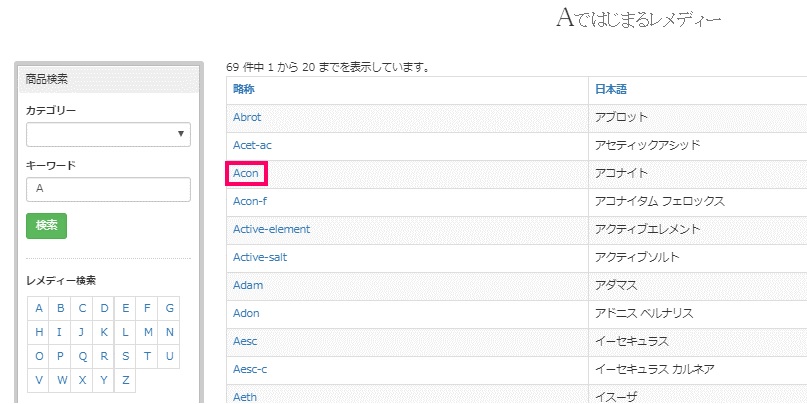 Aではじまるレメディー
商品検索
カテゴリー
キーワード
A
検索
レメディー検索
A B C D E F G
H I J K L M N
O P Q R S T U
V W X Y Z
69 件中 1 から 20 までを表示しています。
略称 日本語
Abrot アブロット
Acet-ac アセティックアシッド
Acon アコナイト
Acon-f アコナイタム フェロックス
Active-element アクティブエレメント
Active-salt アクティブソルト
Adam アダマス
Adon アドニス ベルナリス
Aesc イーセキュラス
Aesc-c イーセキュラス カルネア
Aeth イスーザ